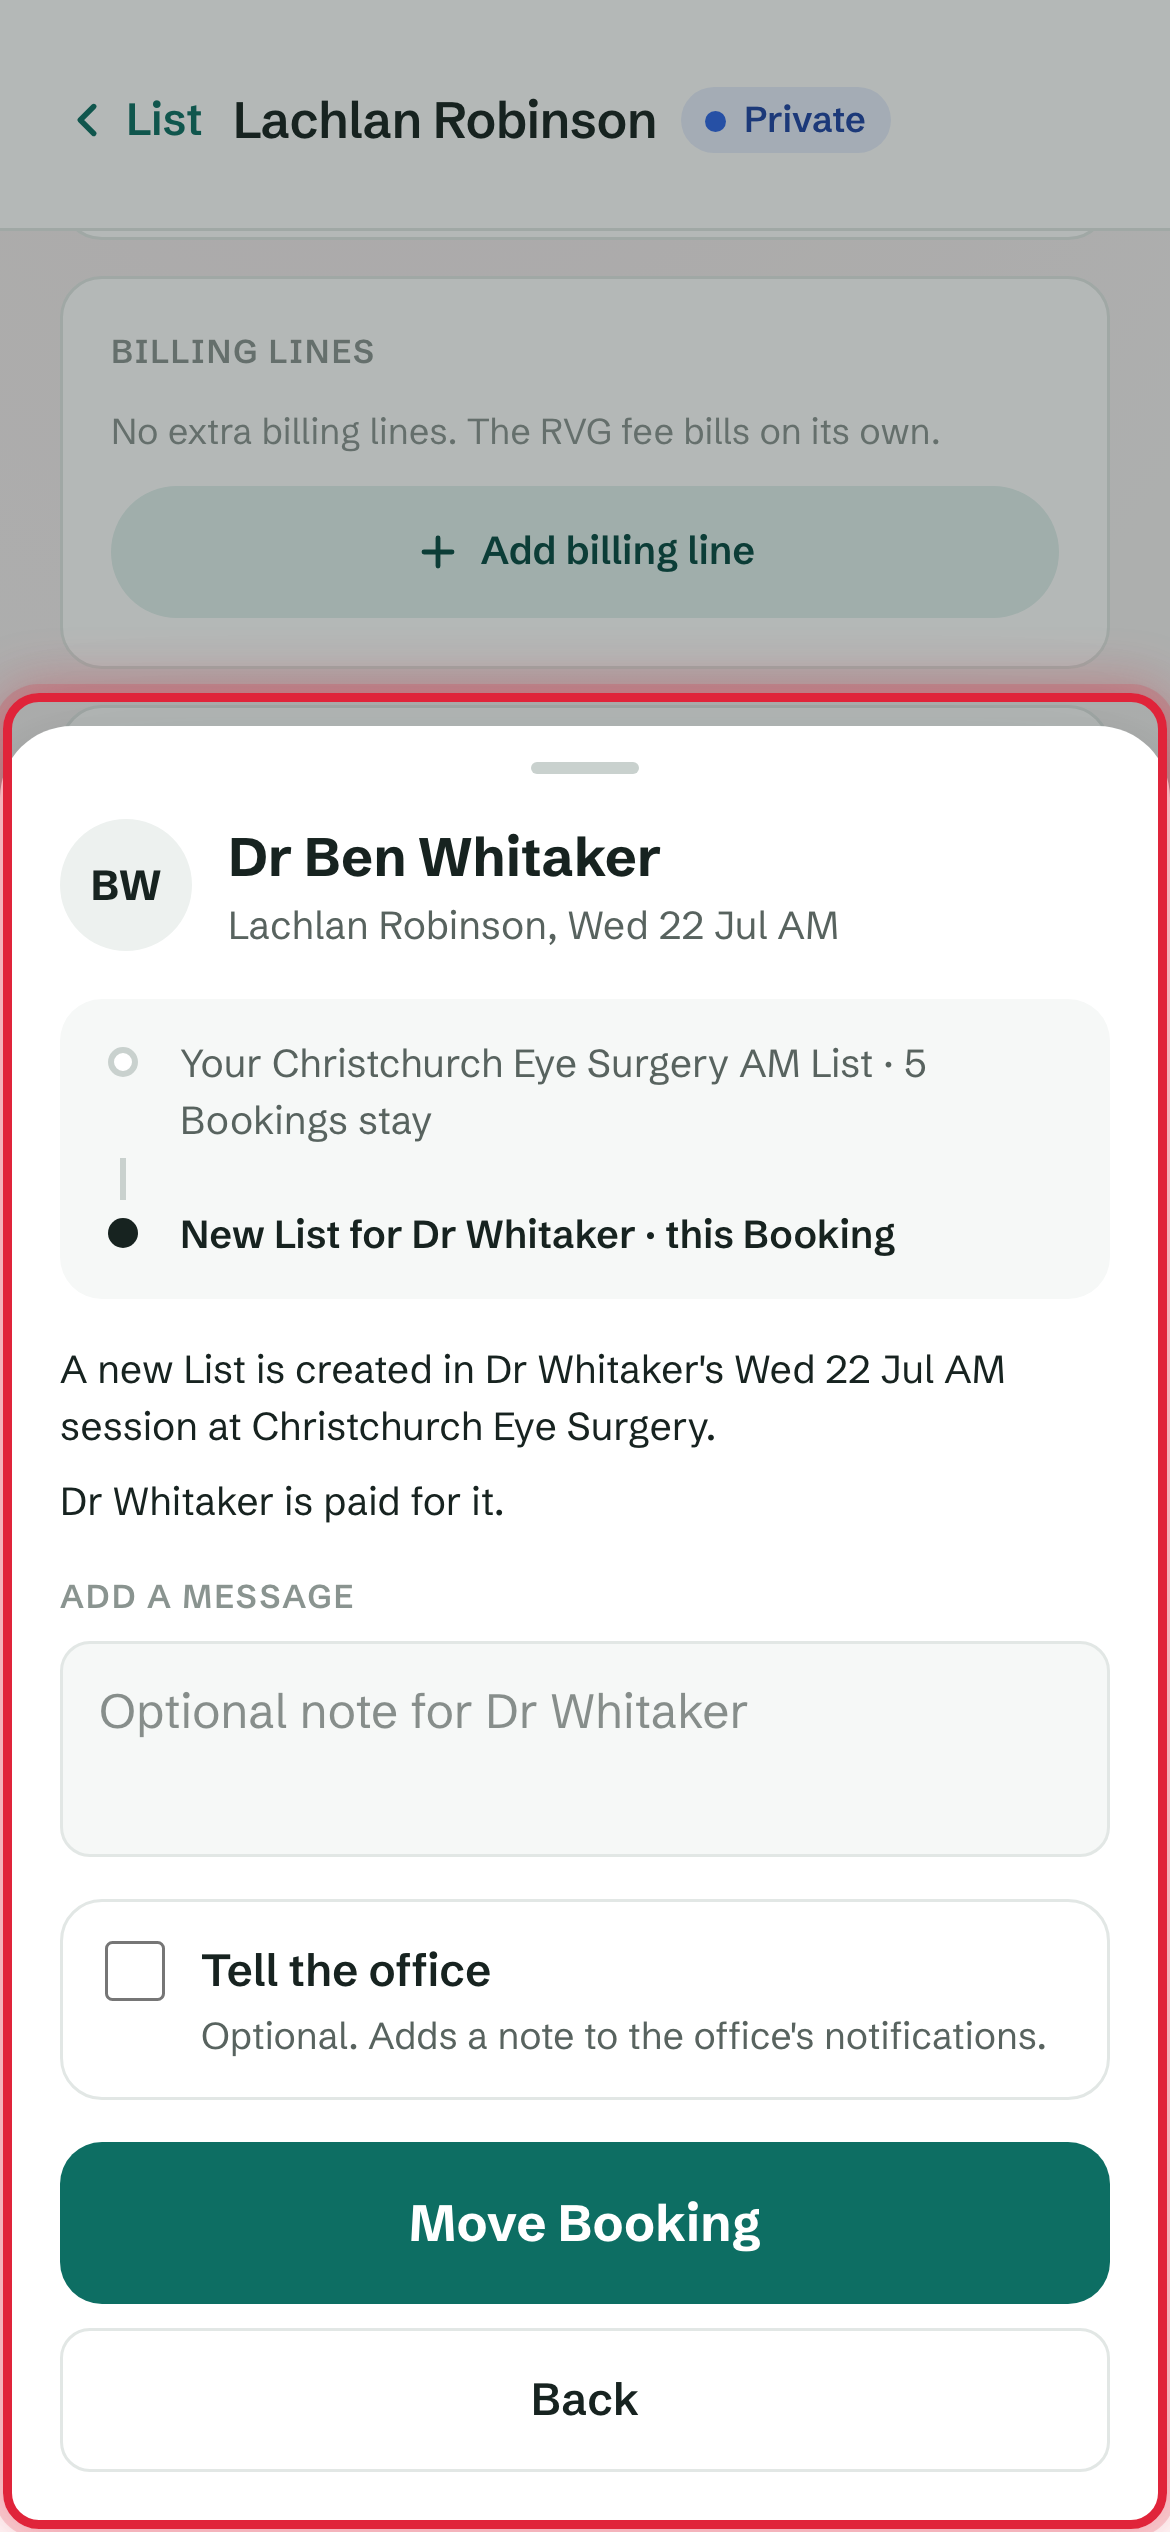 List
Lachlan Robinson
Private
BILLING LINES
No extra billing lines. The RVG fee bills on its own.
+ Add billing line
BW
Dr Ben Whitaker
Lachlan Robinson, Wed 22 Jul AM
Your Christchurch Eye Surgery AM List · 5
Bookings stay
New List for Dr Whitaker · this Booking
A new List is created in Dr Whitaker's Wed 22 Jul AM
session at Christchurch Eye Surgery.
Dr Whitaker is paid for it.
ADD A MESSAGE
Optional note for Dr Whitaker
Tell the office
Optional. Adds a note to the office's notifications.
Move Booking
Back